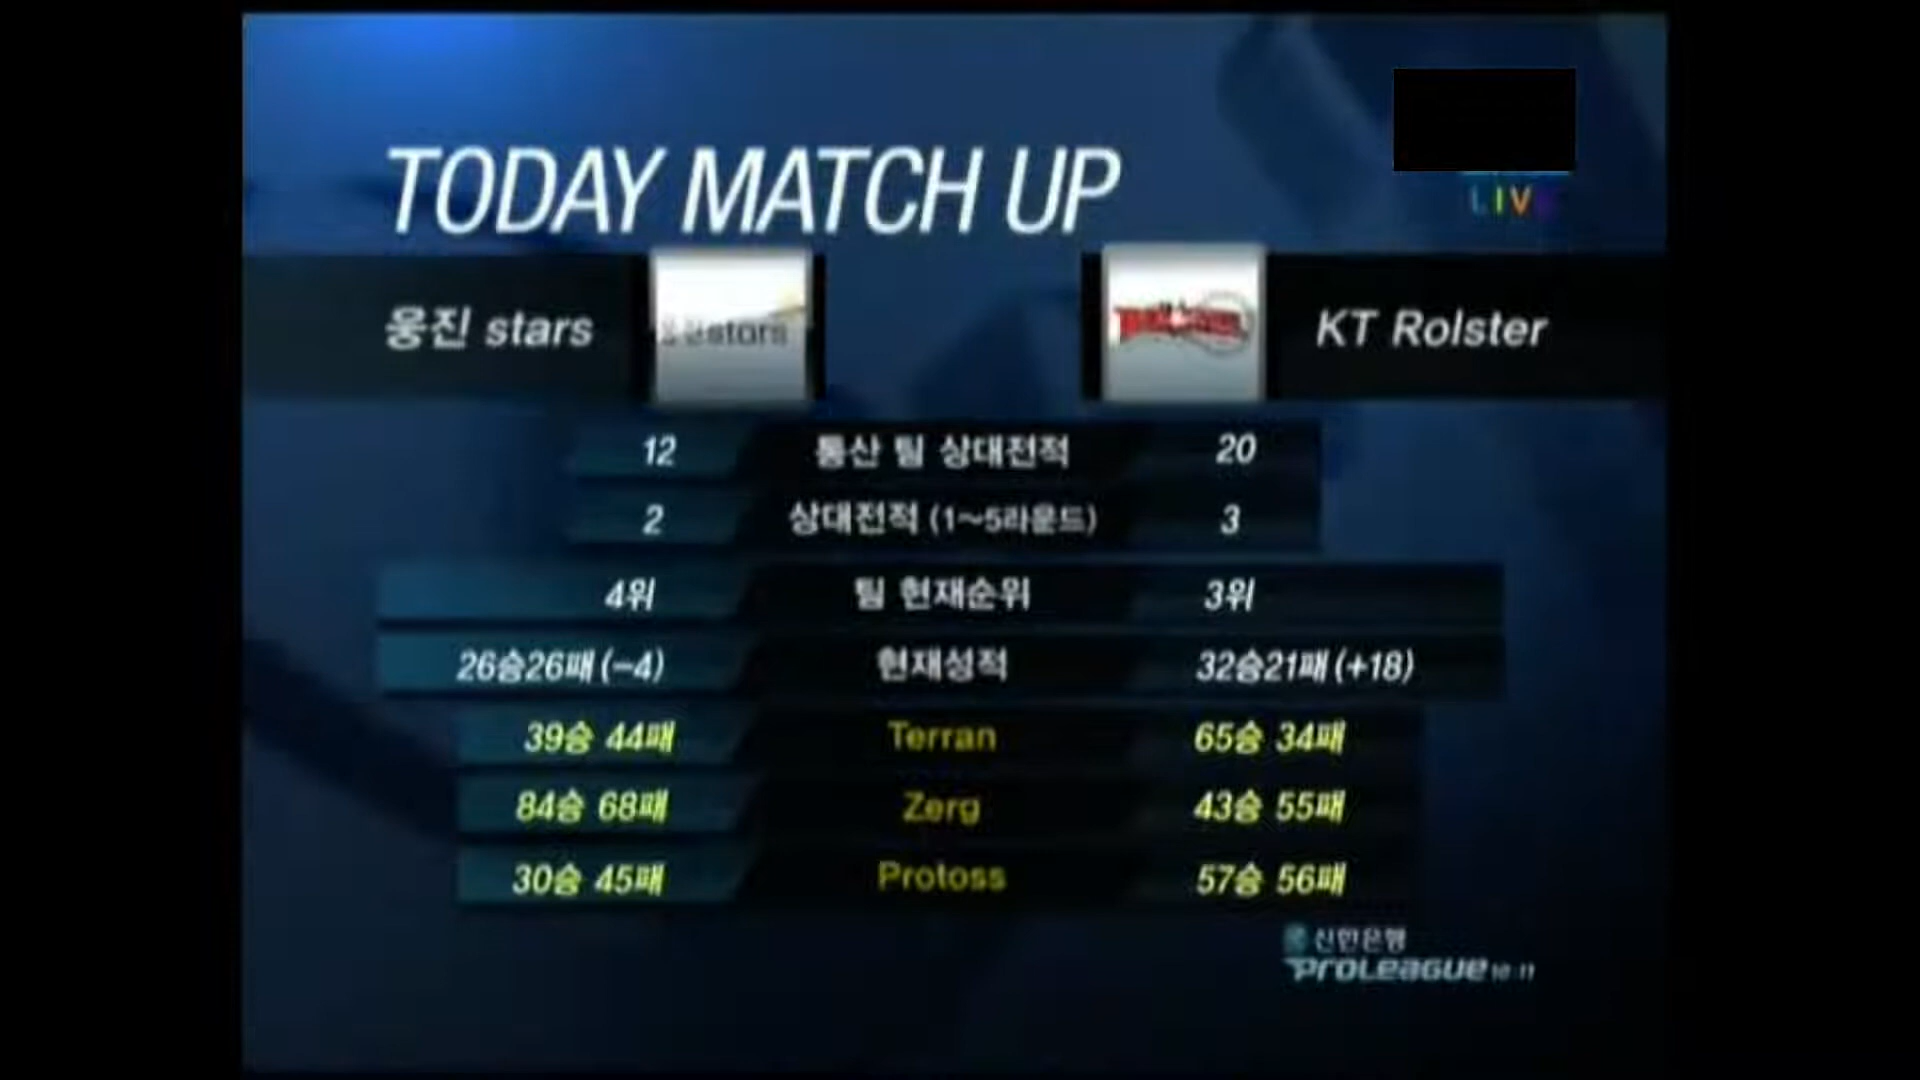 LIVE
TODAY MATCH UP
웅진 stars
stars
KT Rolster
12 통산 팀 상대전적 20
2 상대전적 (1~5라운드) 3
4위 팀 현재순위 3위
26승26패(-4) 현재성적 32승21패(+18)
39승 44패 Terran 65승 34패
84승 68패 Zerg 43승 55패
30승 45패 Protoss 57승 56패
신한은행
PROLEAGUE 10-11